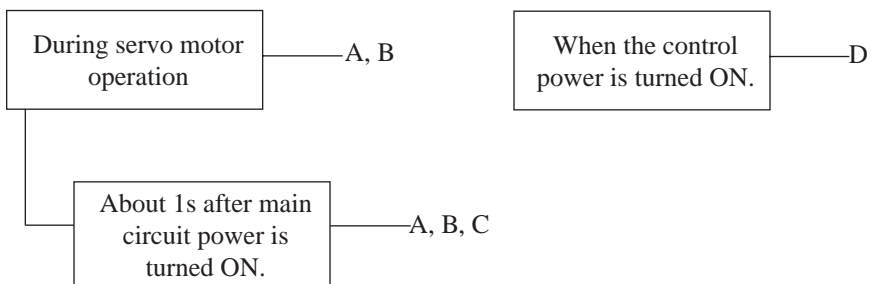 During servo motor
operation
A, B
When the control
power is turned ON.
D
About 1s after main
circuit power is
turned ON.
A, B, C